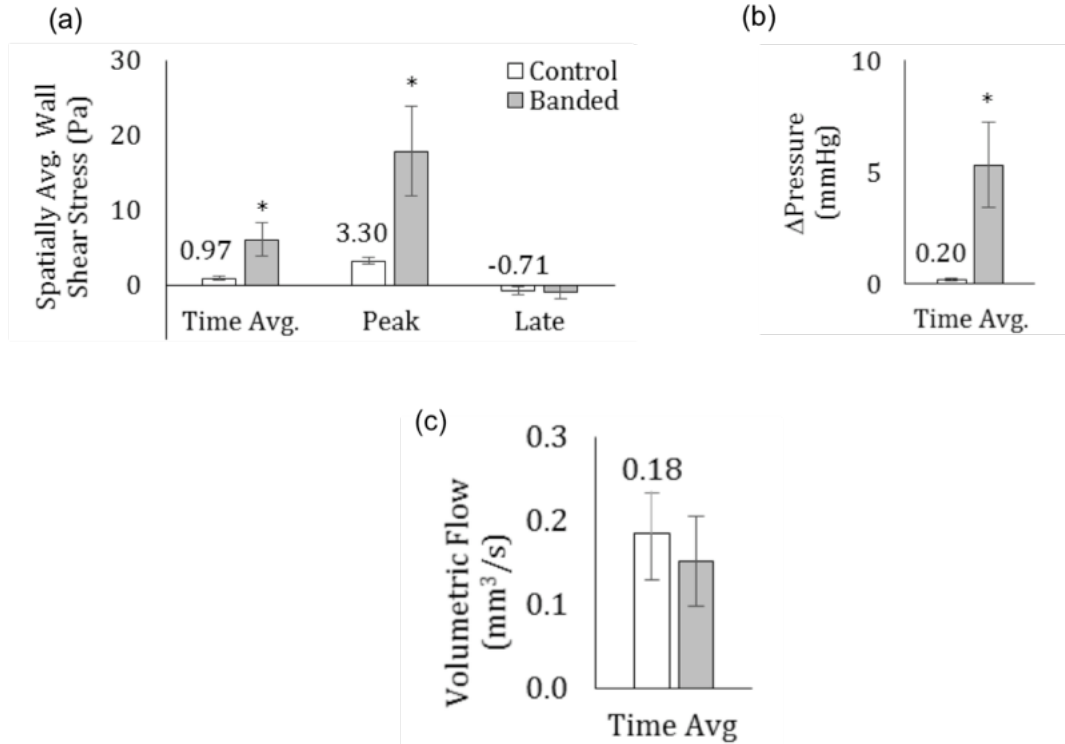 (a)
Spatially Avg. Wall
Shear Stress (Pa)
30
20
10
0
Control
Banded
*
*
0.97
3.30
-0.71
Time Avg.
Peak
Late
(b)
ΔPressure
(mmHg)
10
5
0
*
0.20
Time Avg.
(c)
Volumetric Flow
(mm³/s)
0.3
0.2
0.1
0.0
0.18
Time Avg